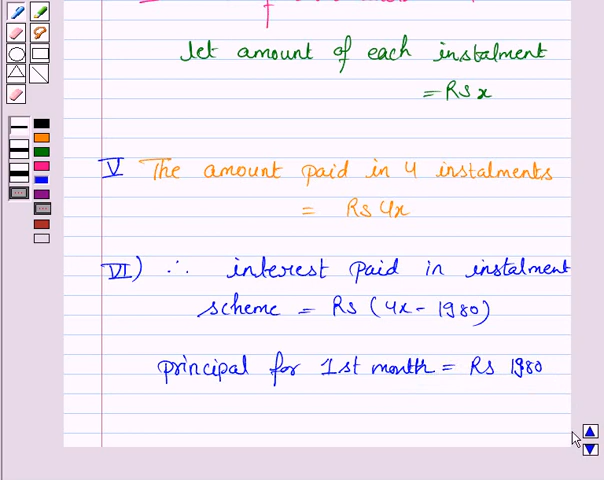 let amount of each instalment
= Rs x
V The amount paid in 4 instalments
= Rs 4x
VI) ∴ interest paid in instalment
scheme = Rs (4x - 1980)
principal for 1st month = Rs 1980